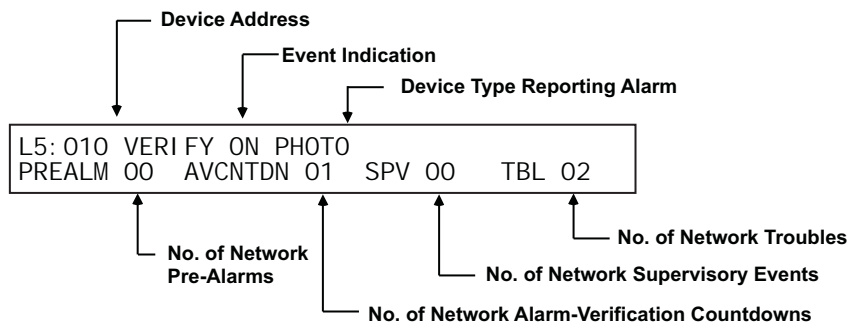 Device Address
Event Indication
Device Type Reporting Alarm
L5:010 VERIFY ON PHOTO
PREALM 00 AVCNTDN 01 SPV 00 TBL 02
No. of Network Troubles
No. of Network
Pre-Alarms
No. of Network Supervisory Events
No. of Network Alarm-Verification Countdowns